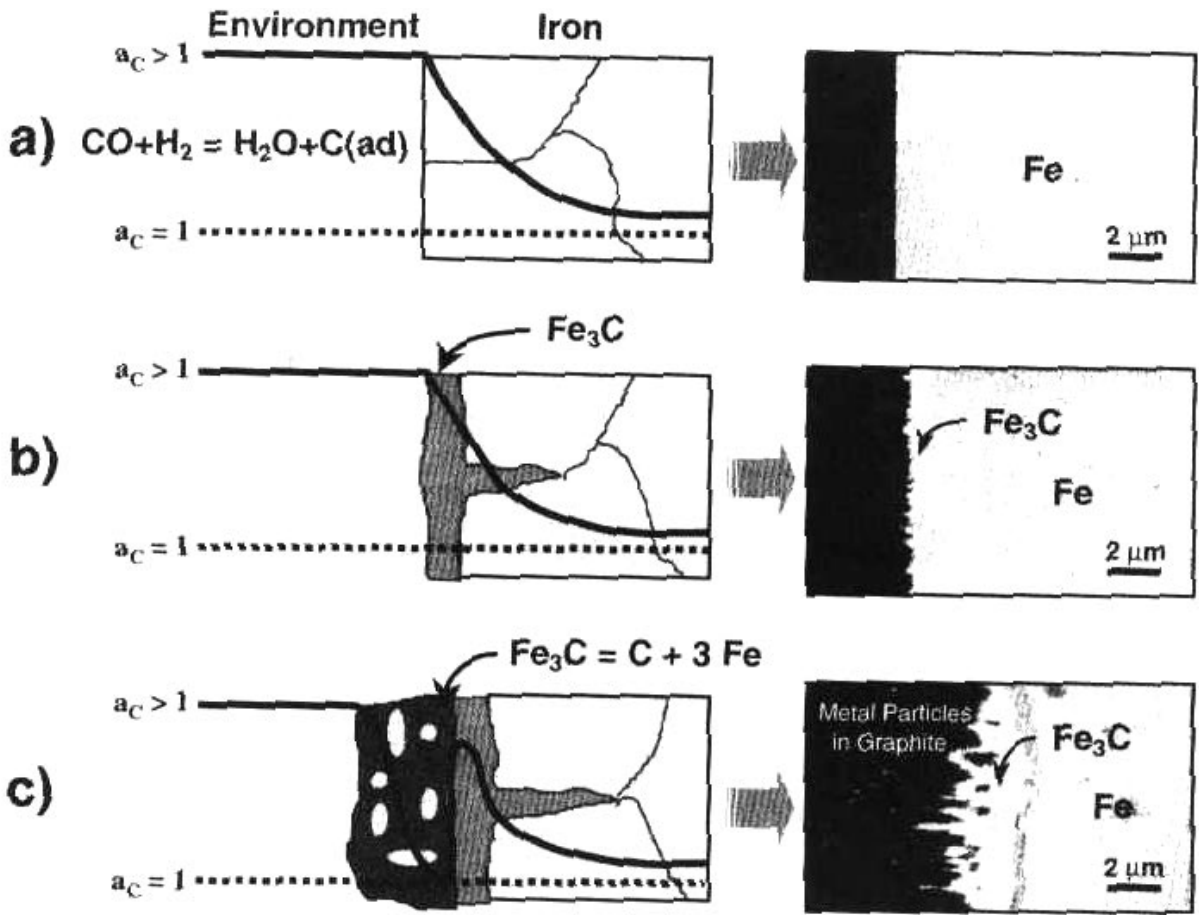 Environment Iron
a_C > 1
a) CO+H₂ = H₂O+C(ad)
a_C = 1
Fe
2 μm
Fe₃C
a_C > 1
b)
a_C = 1
Fe₃C
Fe
2 μm
Fe₃C = C + 3 Fe
a_C > 1
c)
a_C = 1
Metal Particles
in Graphite
Fe₃C
Fe
2 μm